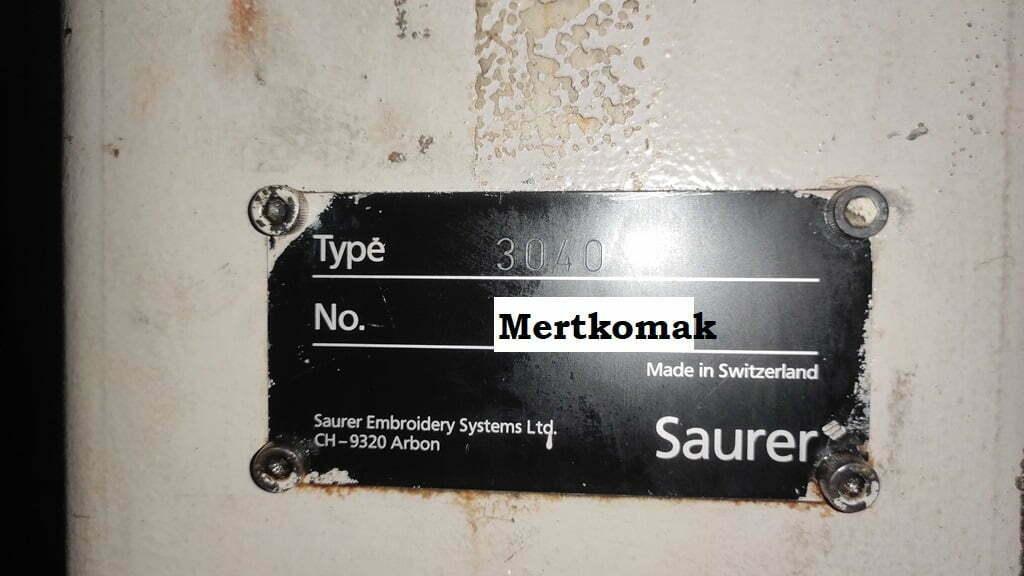 Type 3040
No. Mertkomak
Made in Switzerland
Saurer Embroidery Systems Ltd.
CH–9320 Arbon
Saurer